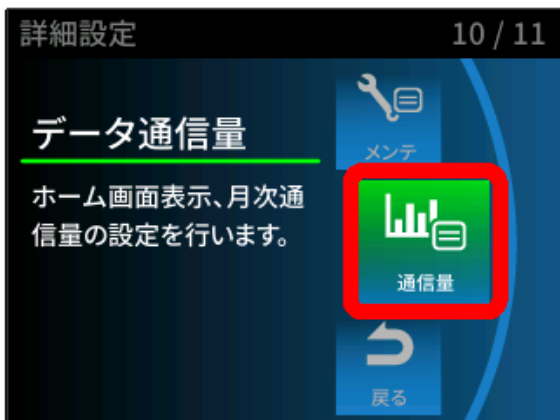 詳細設定
10 / 11
データ通信量
ホーム画面表示、月次通
信量の設定を行います。
メンテ
通信量
戻る